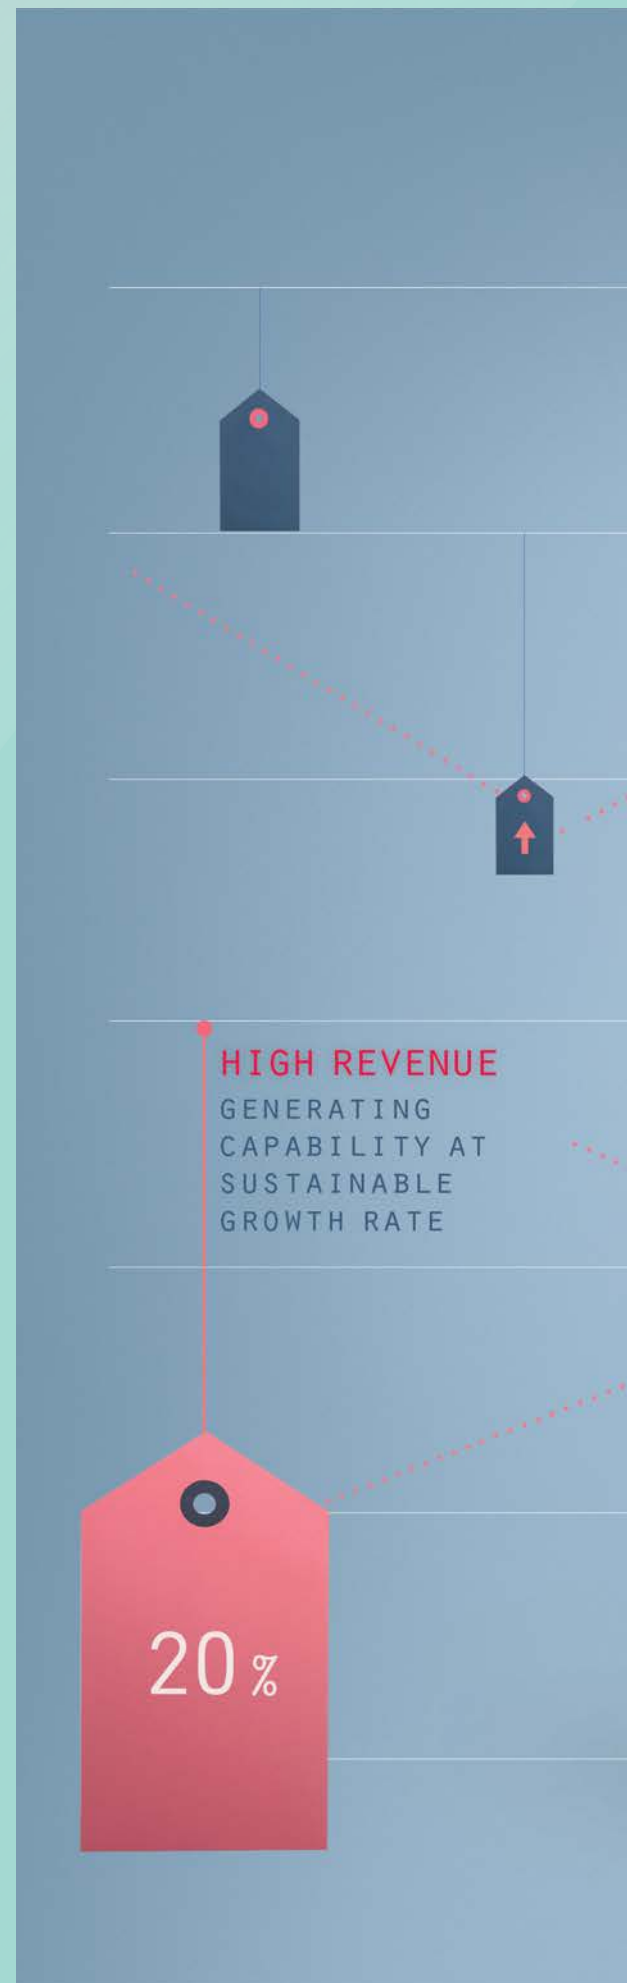 HIGH REVENUE
GENERATING
CAPABILITY AT
SUSTAINABLE
GROWTH RATE
20%